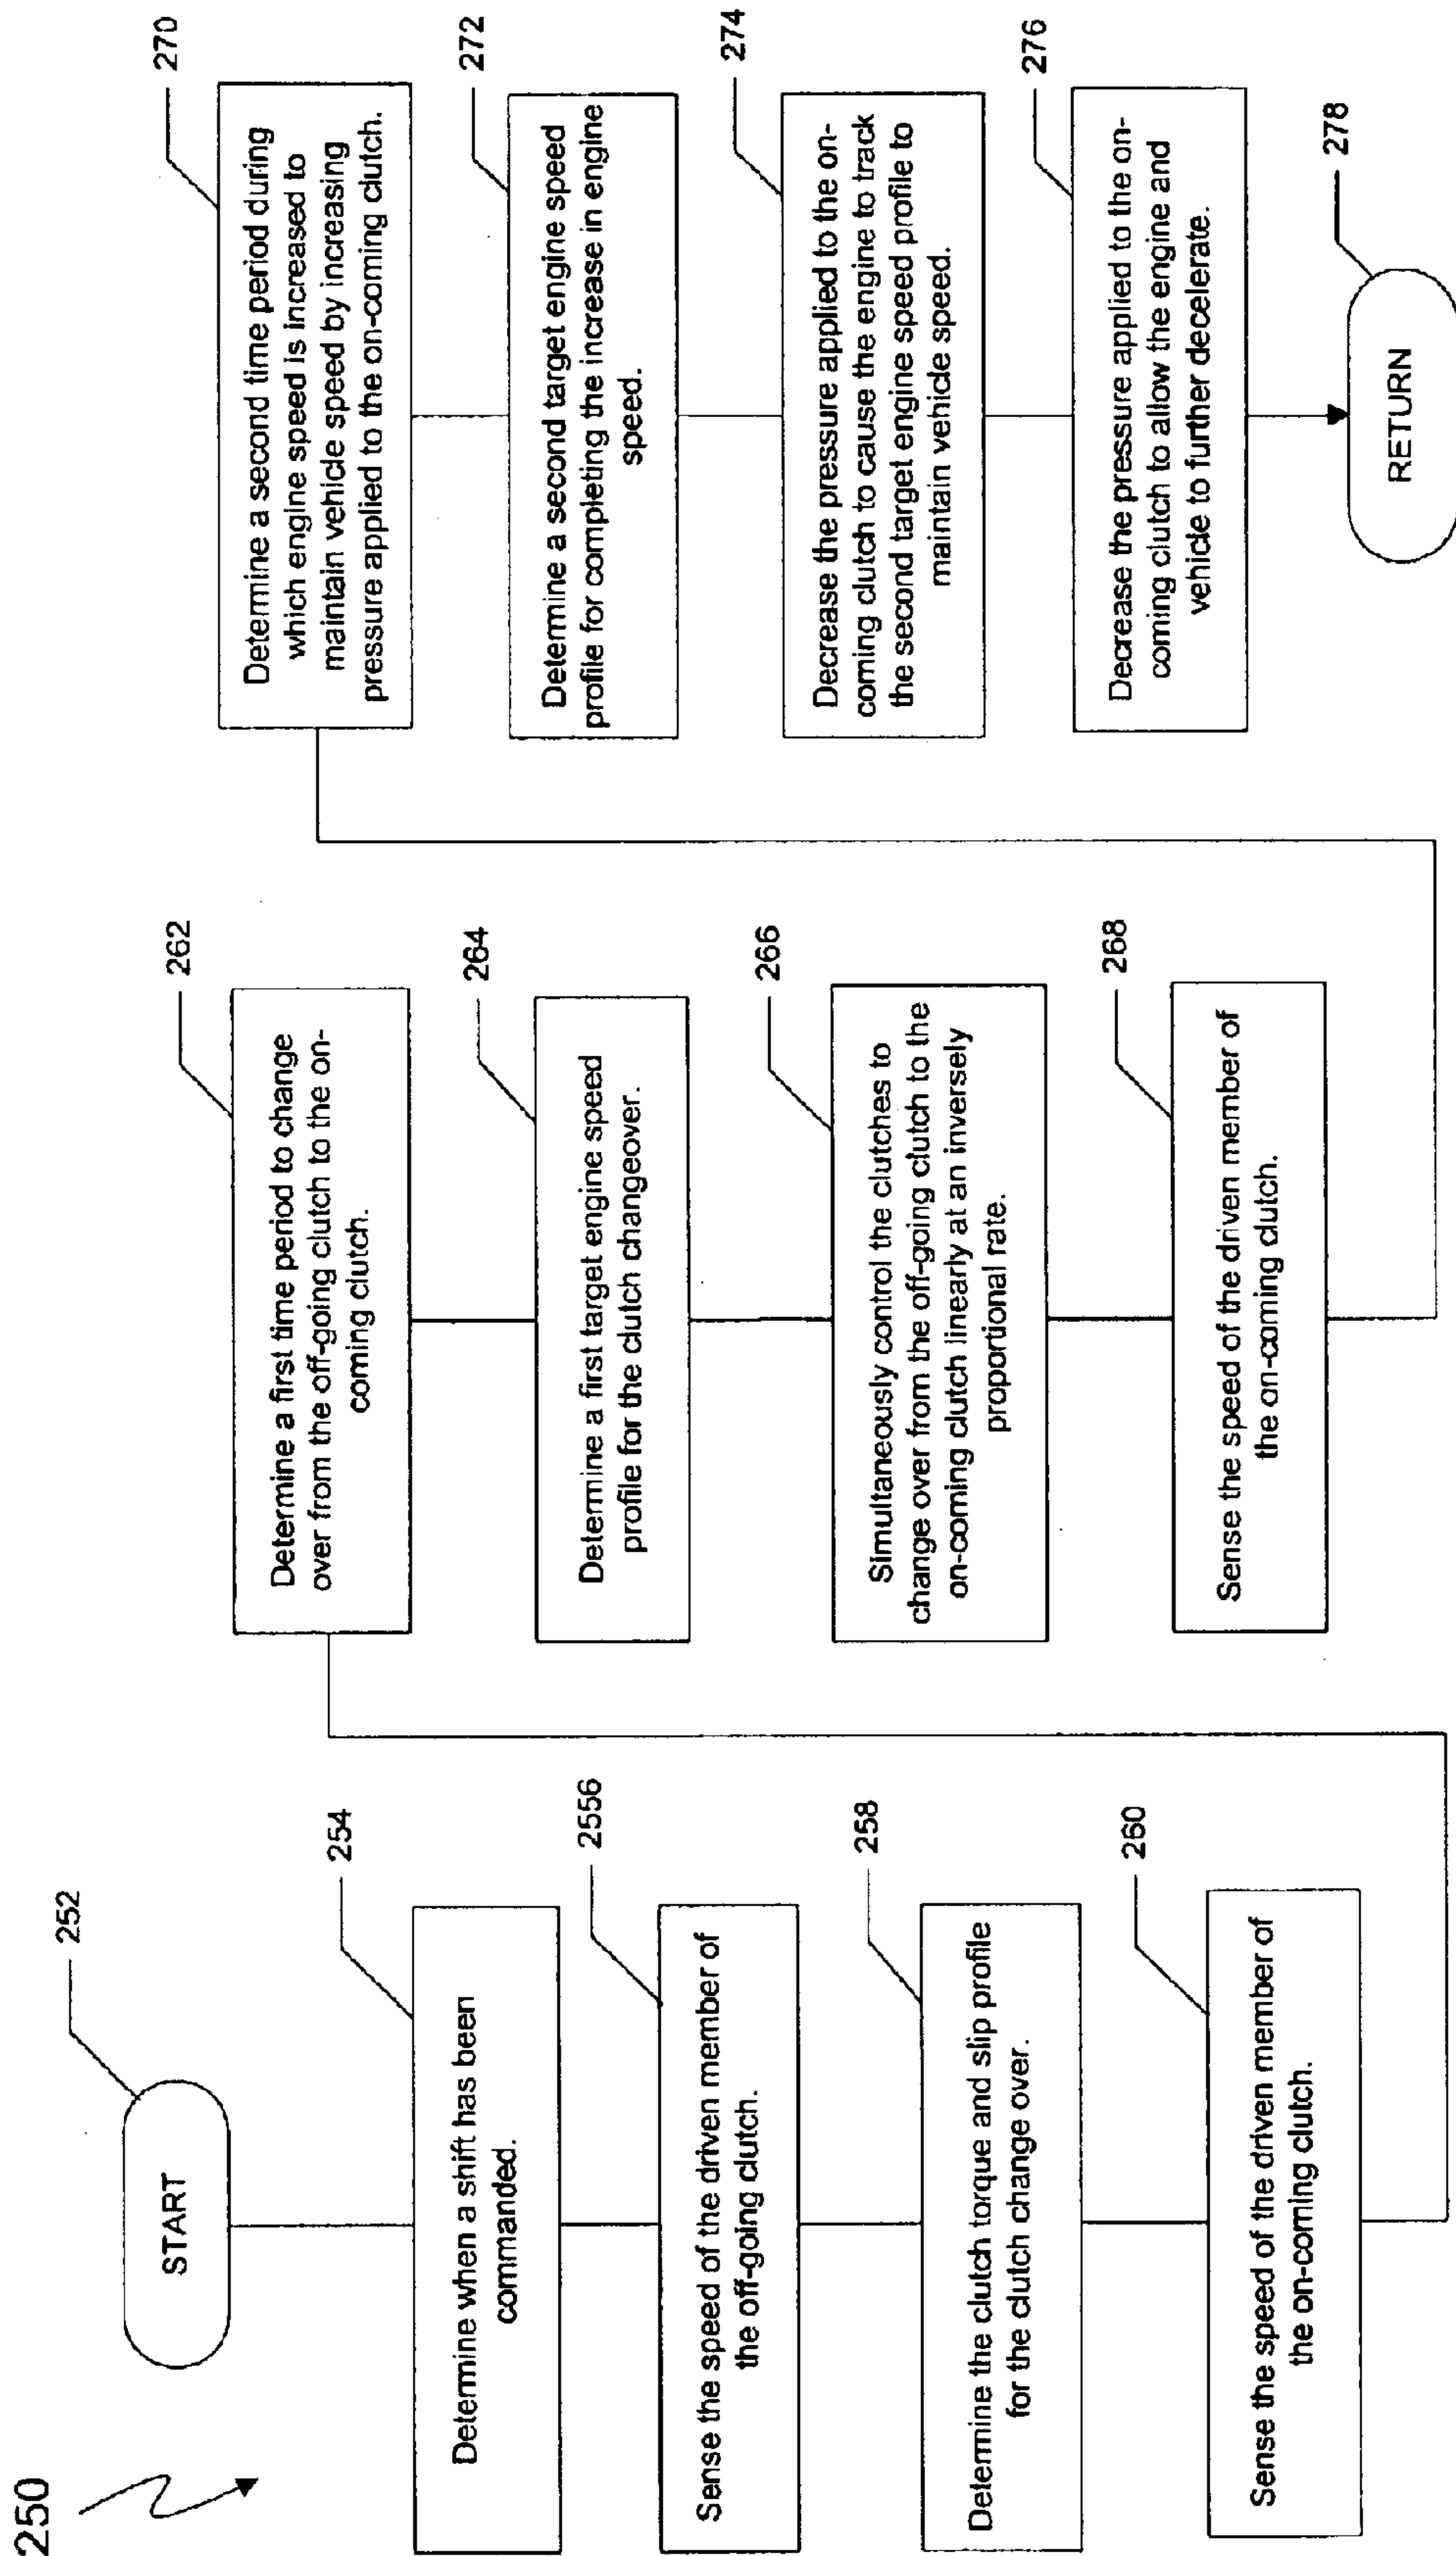 250
START
252
Determine when a shift has been
commanded.
254
Sense the speed of the driven member of
the off-going clutch.
2556
Determine the clutch torque and slip profile
for the clutch change over.
258
Sense the speed of the driven member of
the on-coming clutch.
260
Determine a first time period to change
over from the off-going clutch to the on-
coming clutch.
262
Determine a first target engine speed
profile for the clutch changeover.
264
Simultaneously control the clutches to
change over from the off-going clutch to the
on-coming clutch linearly at an inversely
proportional rate.
266
Sense the speed of the driven member of
the on-coming clutch.
268
Determine a second time period during
which engine speed is increased to
maintain vehicle speed by increasing
pressure applied to the on-coming clutch.
270
Determine a second target engine speed
profile for completing the increase in engine
speed.
272
Decrease the pressure applied to the on-
coming clutch to cause the engine to track
the second target engine speed profile to
maintain vehicle speed.
274
Decrease the pressure applied to the on-
coming clutch to allow the engine and
vehicle to further decelerate.
276
RETURN
278